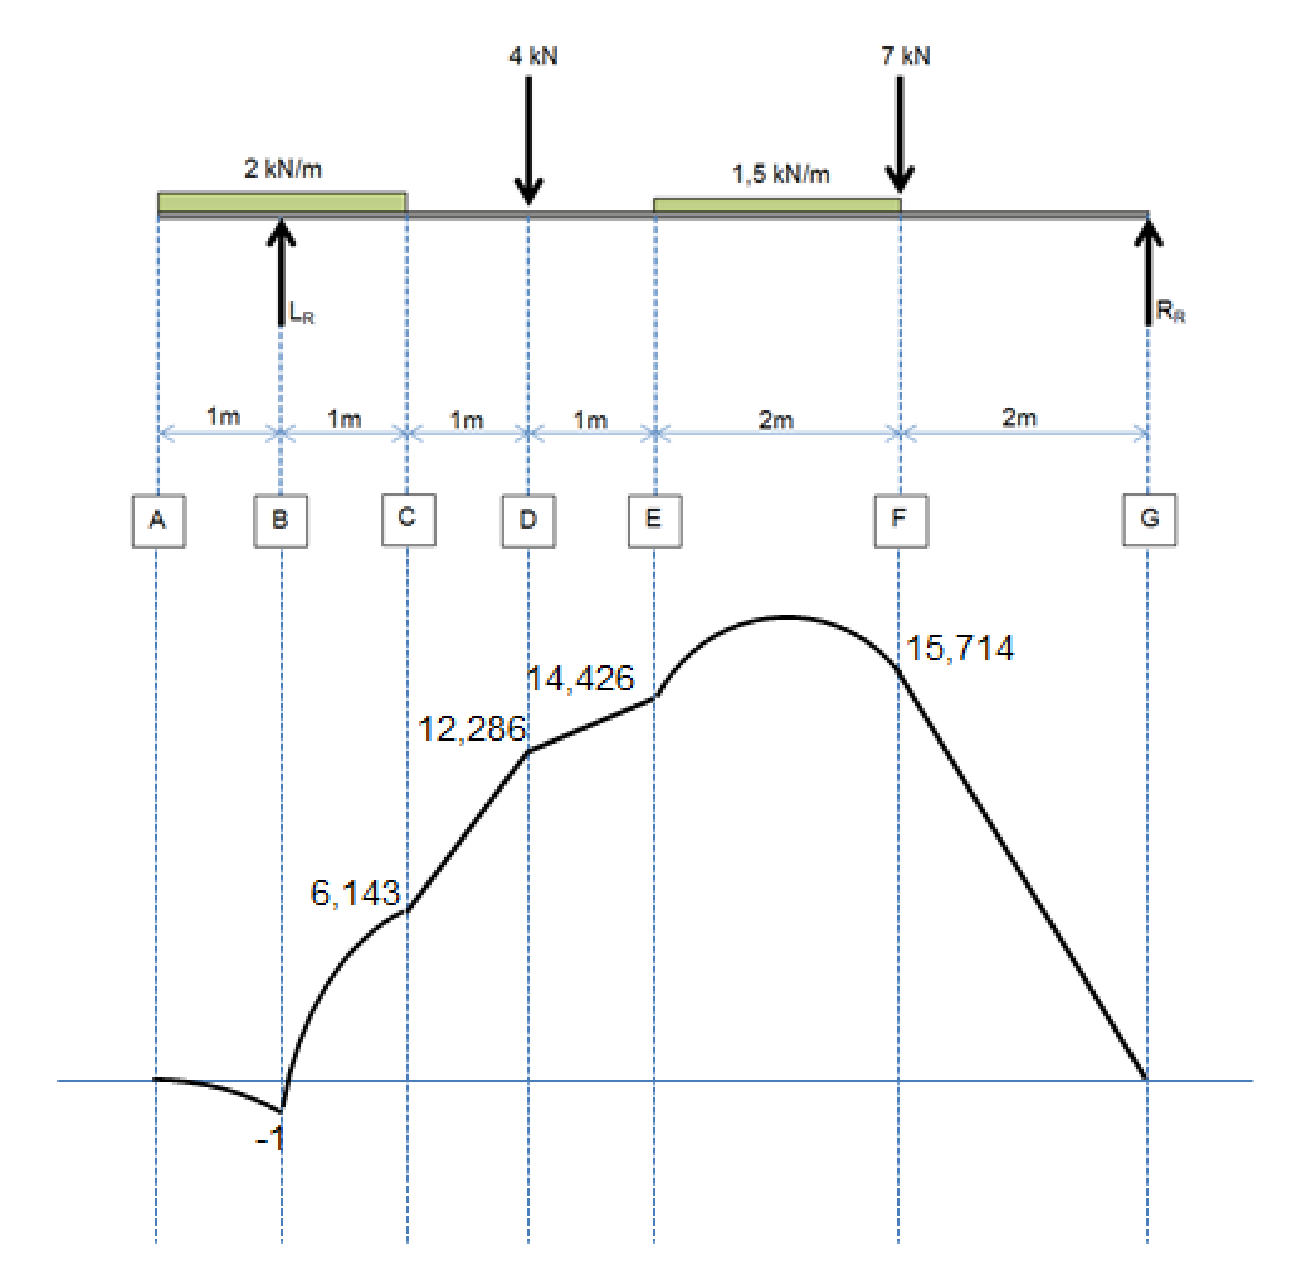 4 kN
7 kN
2 kN/m
1,5 kN/m
LR
RR
1m
1m
1m
1m
2m
2m
A
B
C
D
E
F
G
15,714
14,426
12,286
6,143
-1